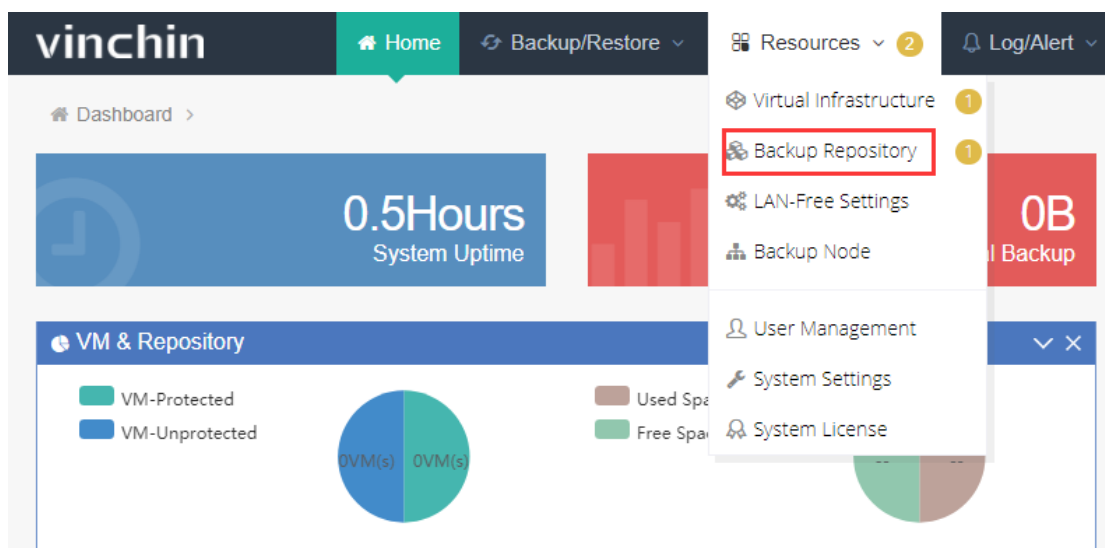 vinchin
Home
Backup/Restore
Resources
2
Log/Alert
Dashboard
Virtual Infrastructure
1
Backup Repository
1
LAN-Free Settings
Backup Node
User Management
System Settings
System License
0.5Hours
System Uptime
0B
Backup
VM & Repository
VM-Protected
VM-Unprotected
0VM(s)
0VM(s)
Used Spa
Free Spa